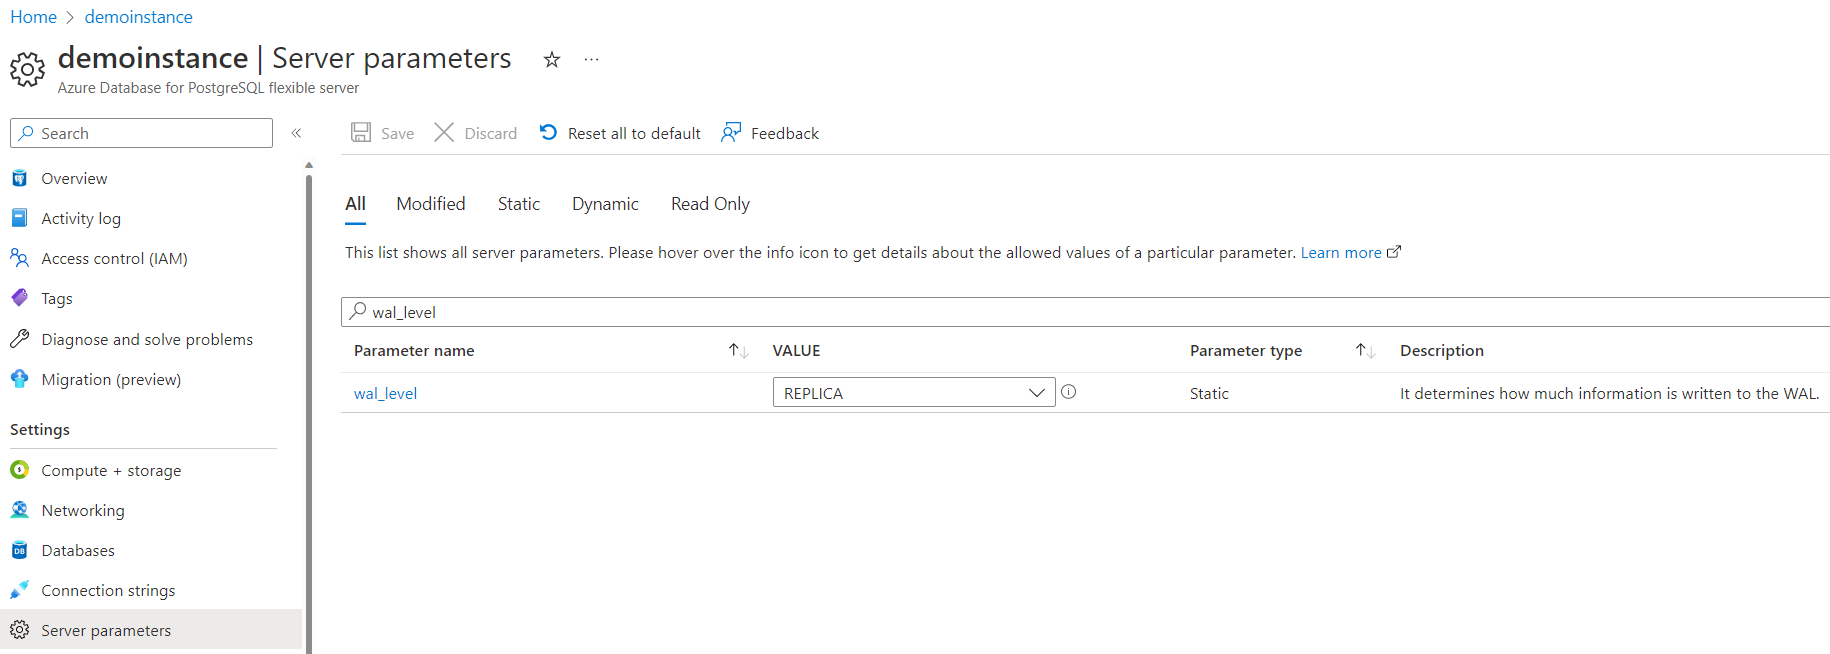 Home > demoinstance
demoinstance | Server parameters
Azure Database for PostgreSQL flexible server
Search
Overview
Activity log
Access control (IAM)
Tags
Diagnose and solve problems
Migration (preview)
Settings
Compute + storage
Networking
Databases
Connection strings
Server parameters
Save Discard Reset all to default Feedback
All Modified Static Dynamic Read Only
This list shows all server parameters. Please hover over the info icon to get details about the allowed values of a particular parameter. Learn more
wal_level
Parameter name VALUE Parameter type Description
wal_level REPLICA Static It determines how much information is written to the WAL.